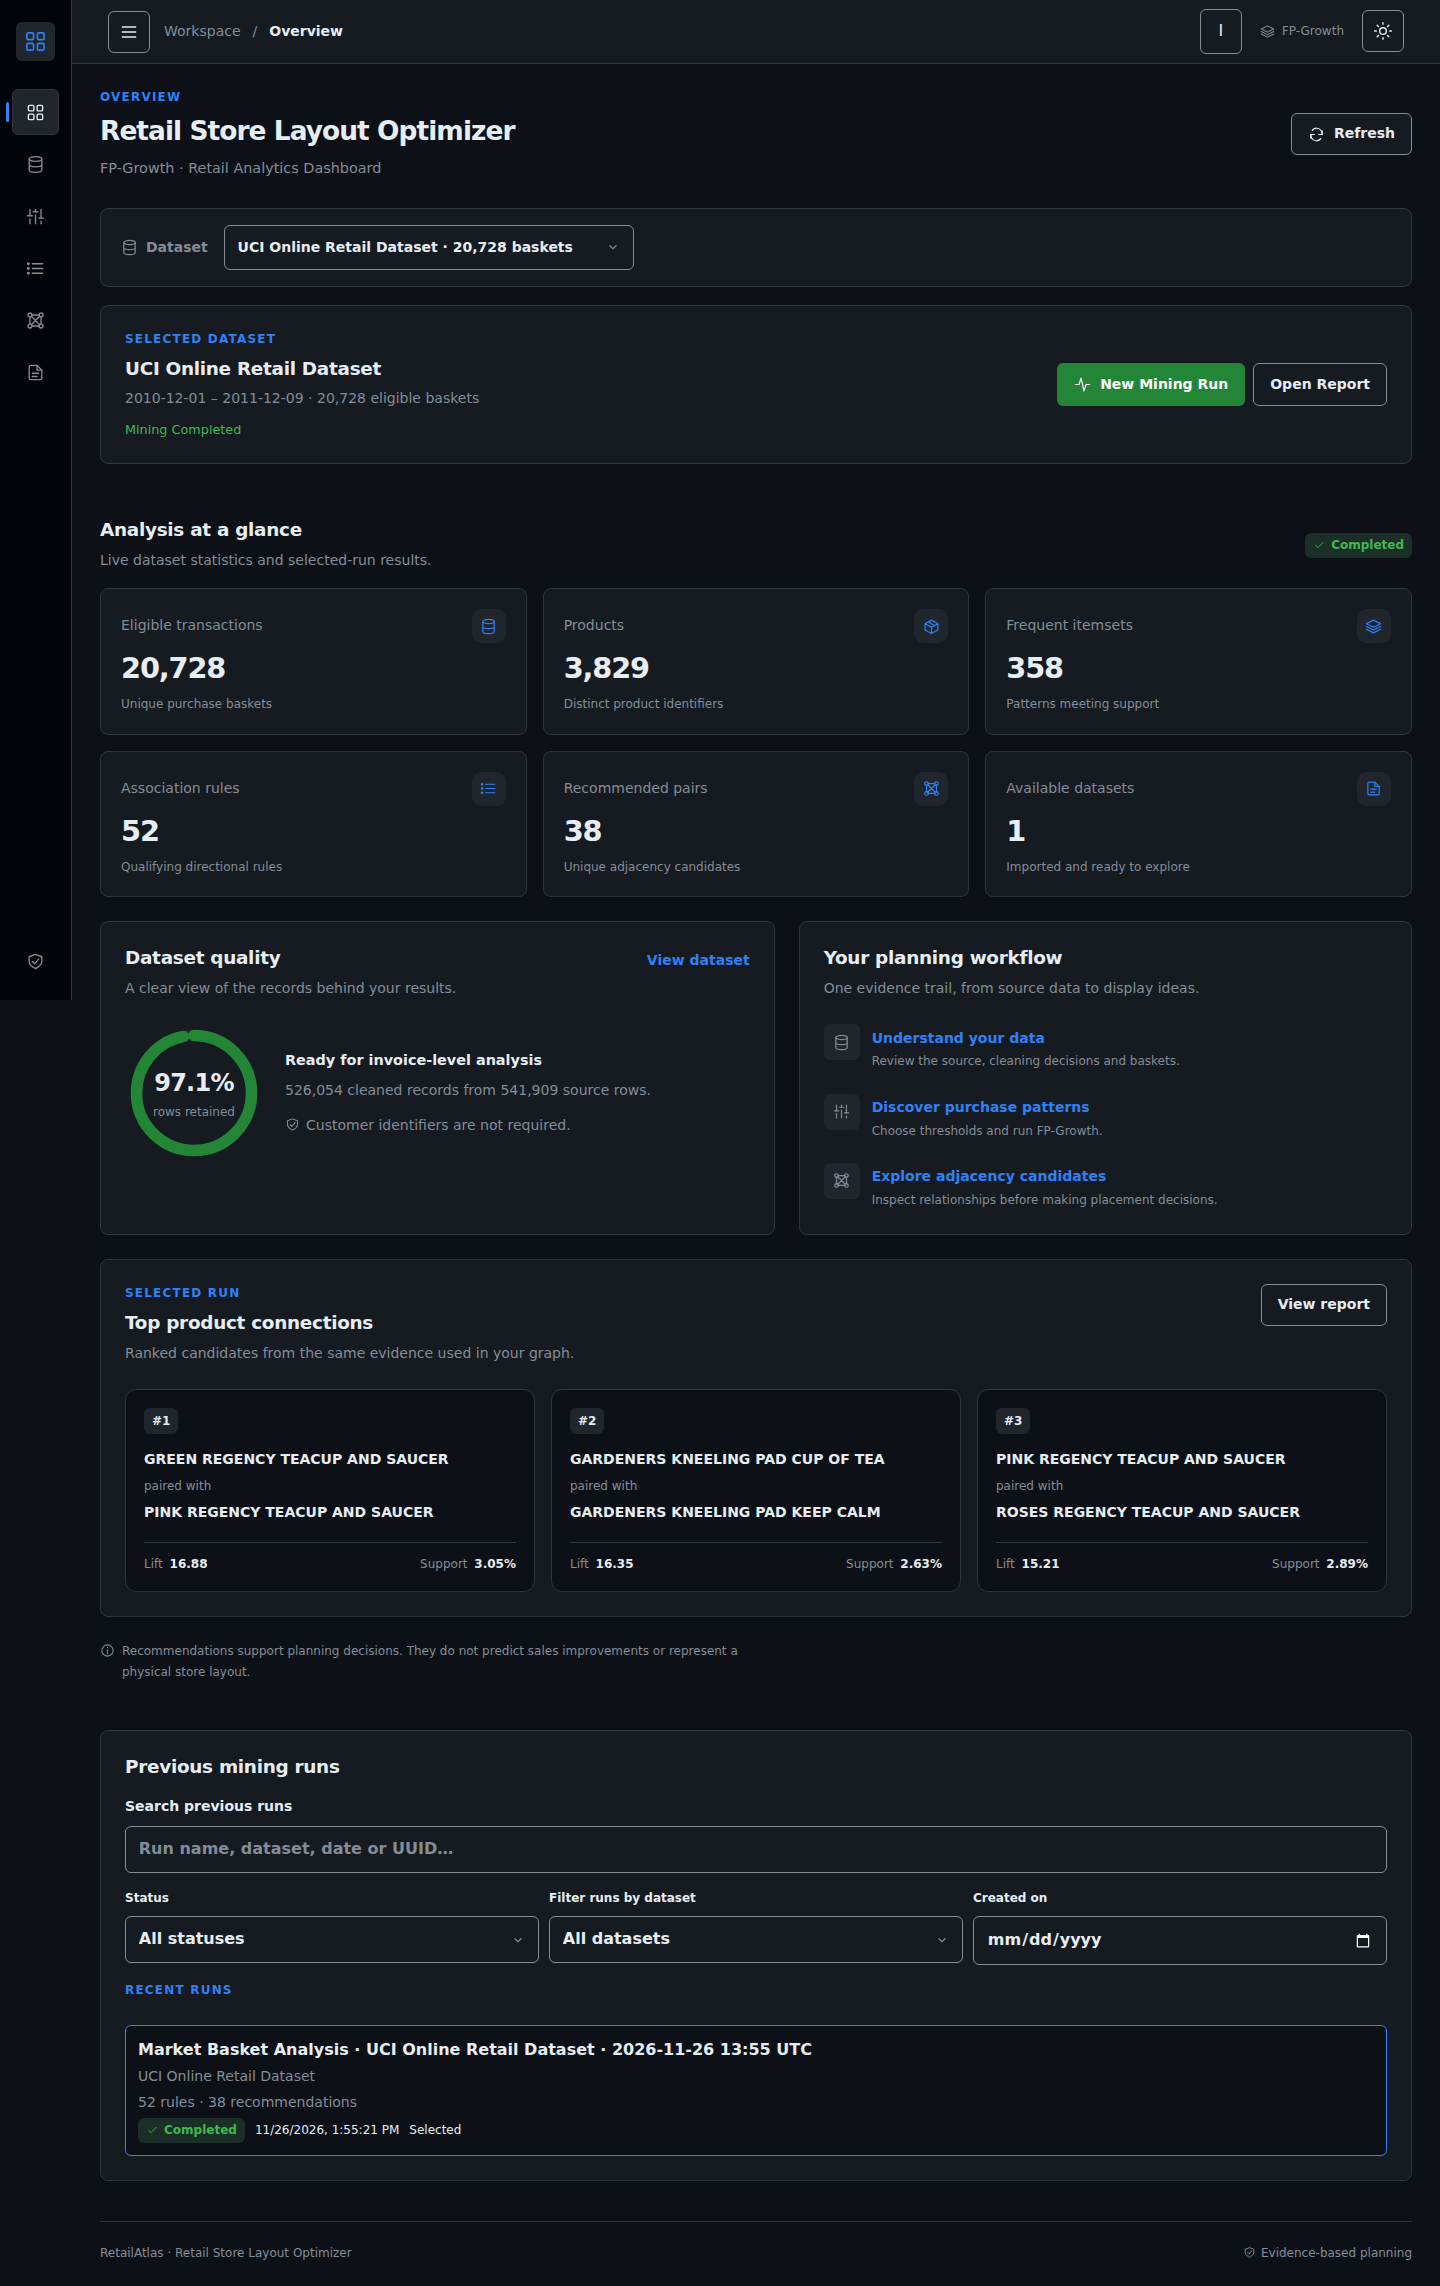 Workspace / Overview
I
FP-Growth
OVERVIEW
Retail Store Layout Optimizer
FP-Growth · Retail Analytics Dashboard
Refresh
Dataset
UCI Online Retail Dataset · 20,728 baskets
SELECTED DATASET
UCI Online Retail Dataset
2010-12-01 – 2011-12-09 · 20,728 eligible baskets
Mining Completed
New Mining Run
Open Report
Analysis at a glance
Live dataset statistics and selected-run results.
Completed
Eligible transactions
20,728
Unique purchase baskets
Products
3,829
Distinct product identifiers
Frequent itemsets
358
Patterns meeting support
Association rules
52
Qualifying directional rules
Recommended pairs
38
Unique adjacency candidates
Available datasets
1
Imported and ready to explore
Dataset quality
View dataset
A clear view of the records behind your results.
97.1%
rows retained
Ready for invoice-level analysis
526,054 cleaned records from 541,909 source rows.
Customer identifiers are not required.
Your planning workflow
One evidence trail, from source data to display ideas.
Understand your data
Review the source, cleaning decisions and baskets.
Discover purchase patterns
Choose thresholds and run FP-Growth.
Explore adjacency candidates
Inspect relationships before making placement decisions.
SELECTED RUN
Top product connections
Ranked candidates from the same evidence used in your graph.
View report
#1
GREEN REGENCY TEACUP AND SAUCER
paired with
PINK REGENCY TEACUP AND SAUCER
Lift 16.88
Support 3.05%
#2
GARDENERS KNEELING PAD CUP OF TEA
paired with
GARDENERS KNEELING PAD KEEP CALM
Lift 16.35
Support 2.63%
#3
PINK REGENCY TEACUP AND SAUCER
paired with
ROSES REGENCY TEACUP AND SAUCER
Lift 15.21
Support 2.89%
Recommendations support planning decisions. They do not predict sales improvements or represent a
physical store layout.
Previous mining runs
Search previous runs
Run name, dataset, date or UUID…
Status
Filter runs by dataset
Created on
All statuses
All datasets
mm/dd/yyyy
RECENT RUNS
Market Basket Analysis · UCI Online Retail Dataset · 2026-11-26 13:55 UTC
UCI Online Retail Dataset
52 rules · 38 recommendations
Completed
11/26/2026, 1:55:21 PM
Selected
RetailAtlas · Retail Store Layout Optimizer
Evidence-based planning